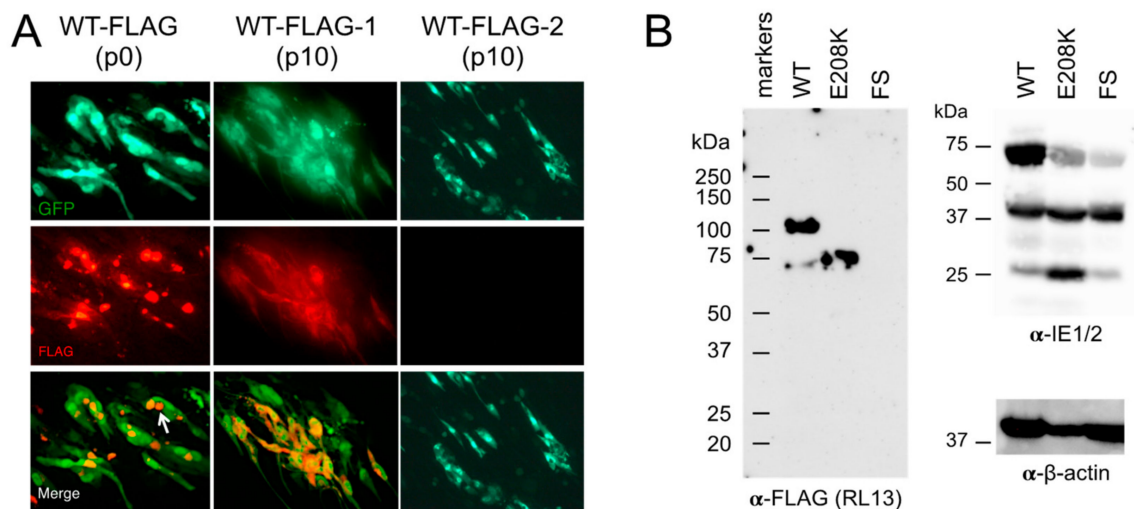 A
WT-FLAG
(p0)
WT-FLAG-1
(p10)
WT-FLAG-2
(p10)
GFP
FLAG
Merge
B
markers
WT
E208K
FS
kDa
250
150
100
75
50
37
25
20
α-FLAG (RL13)
WT
E208K
FS
kDa
75
50
37
25
α-IE1/2
37
α-β-actin